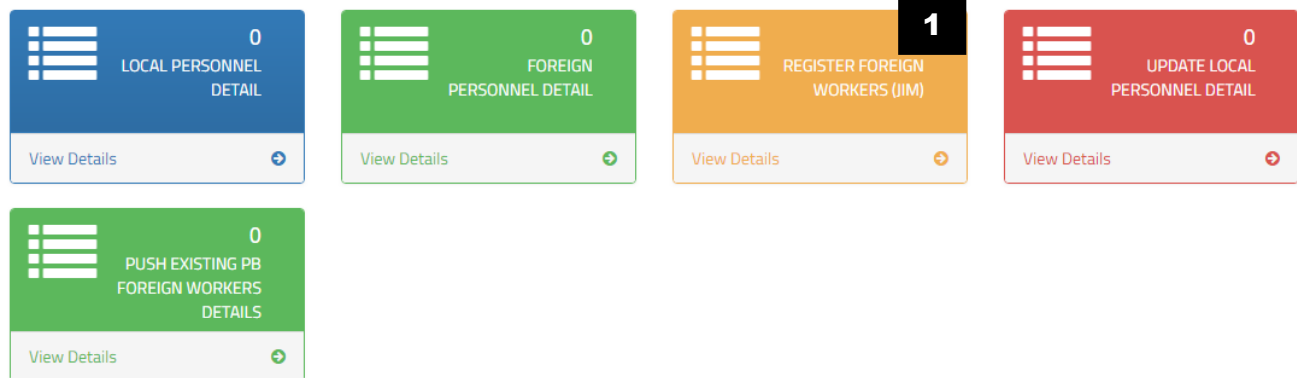 0
LOCAL PERSONNEL
DETAIL
View Details
0
FOREIGN
PERSONNEL DETAIL
View Details
1
REGISTER FOREIGN
WORKERS (JIM)
View Details
0
UPDATE LOCAL
PERSONNEL DETAIL
View Details
0
PUSH EXISTING PB
FOREIGN WORKERS
DETAILS
View Details